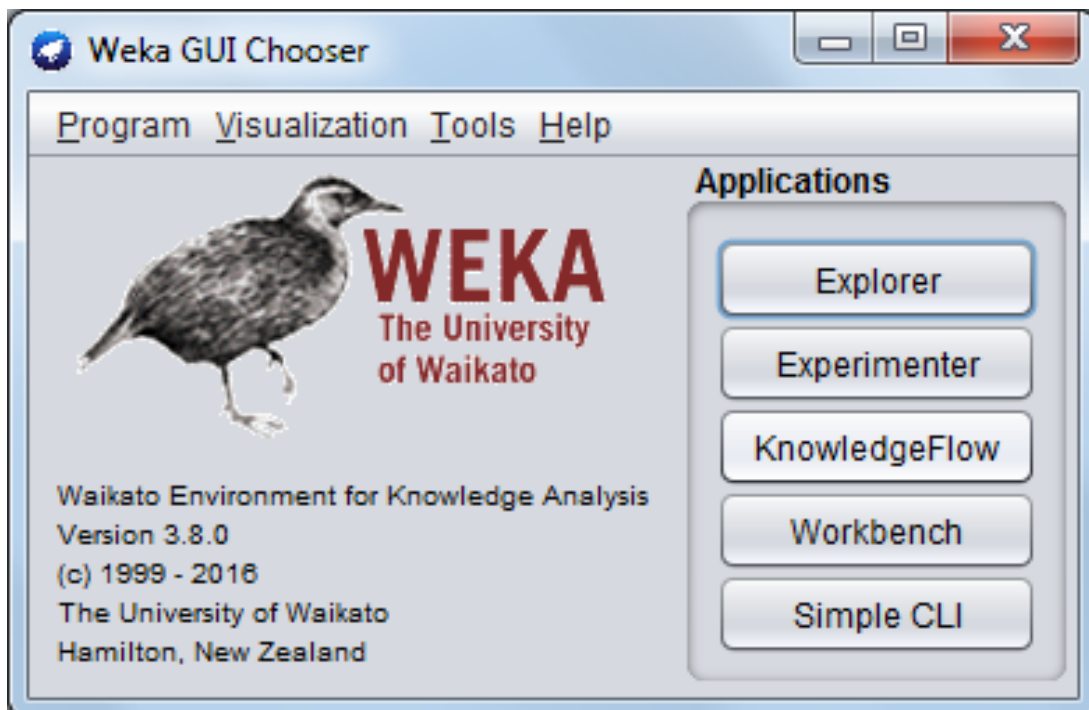 Weka GUI Chooser
Program Visualization Tools Help
WEKA
The University
of Waikato
Waikato Environment for Knowledge Analysis
Version 3.8.0
(c) 1999 - 2016
The University of Waikato
Hamilton, New Zealand
Applications
Explorer
Experimenter
KnowledgeFlow
Workbench
Simple CLI